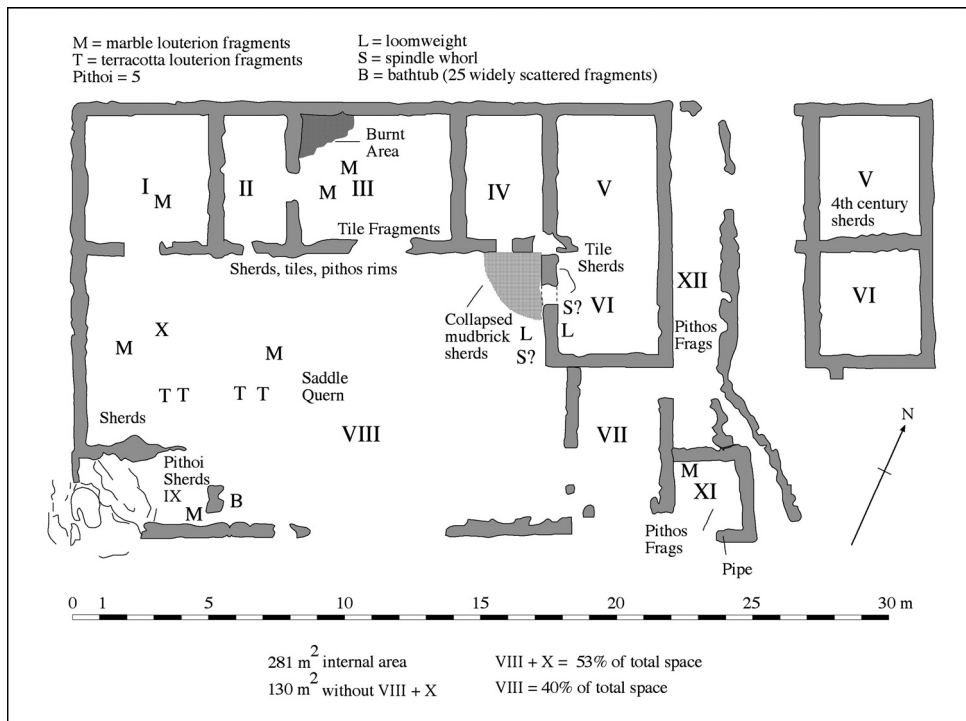 M = marble louterion fragments
T = terracotta louterion fragments
Pithoi = 5
L = loomweight
S = spindle whorl
B = bathtub (25 widely scattered fragments)
Burnt
Area
I
M
II
M
M
III
IV
V
V
4th century
sherds
Tile Fragments
Sherds, tiles, pithos rims
Tile
Sherds
XII
VI
S?
VI
Collapsed
mudbrick
sherds
L
L
S?
Pithos
Frags
X
M
M
T T
T T
Saddle
Quern
Sherds
VIII
VII
N
Pithoi
Sherds
IX
M
B
M
XI
Pithos
Frags
Pipe
0 1 5 10 15 20 25 30 m
281 m2 internal area
130 m2 without VIII + X
VIII + X = 53% of total space
VIII = 40% of total space